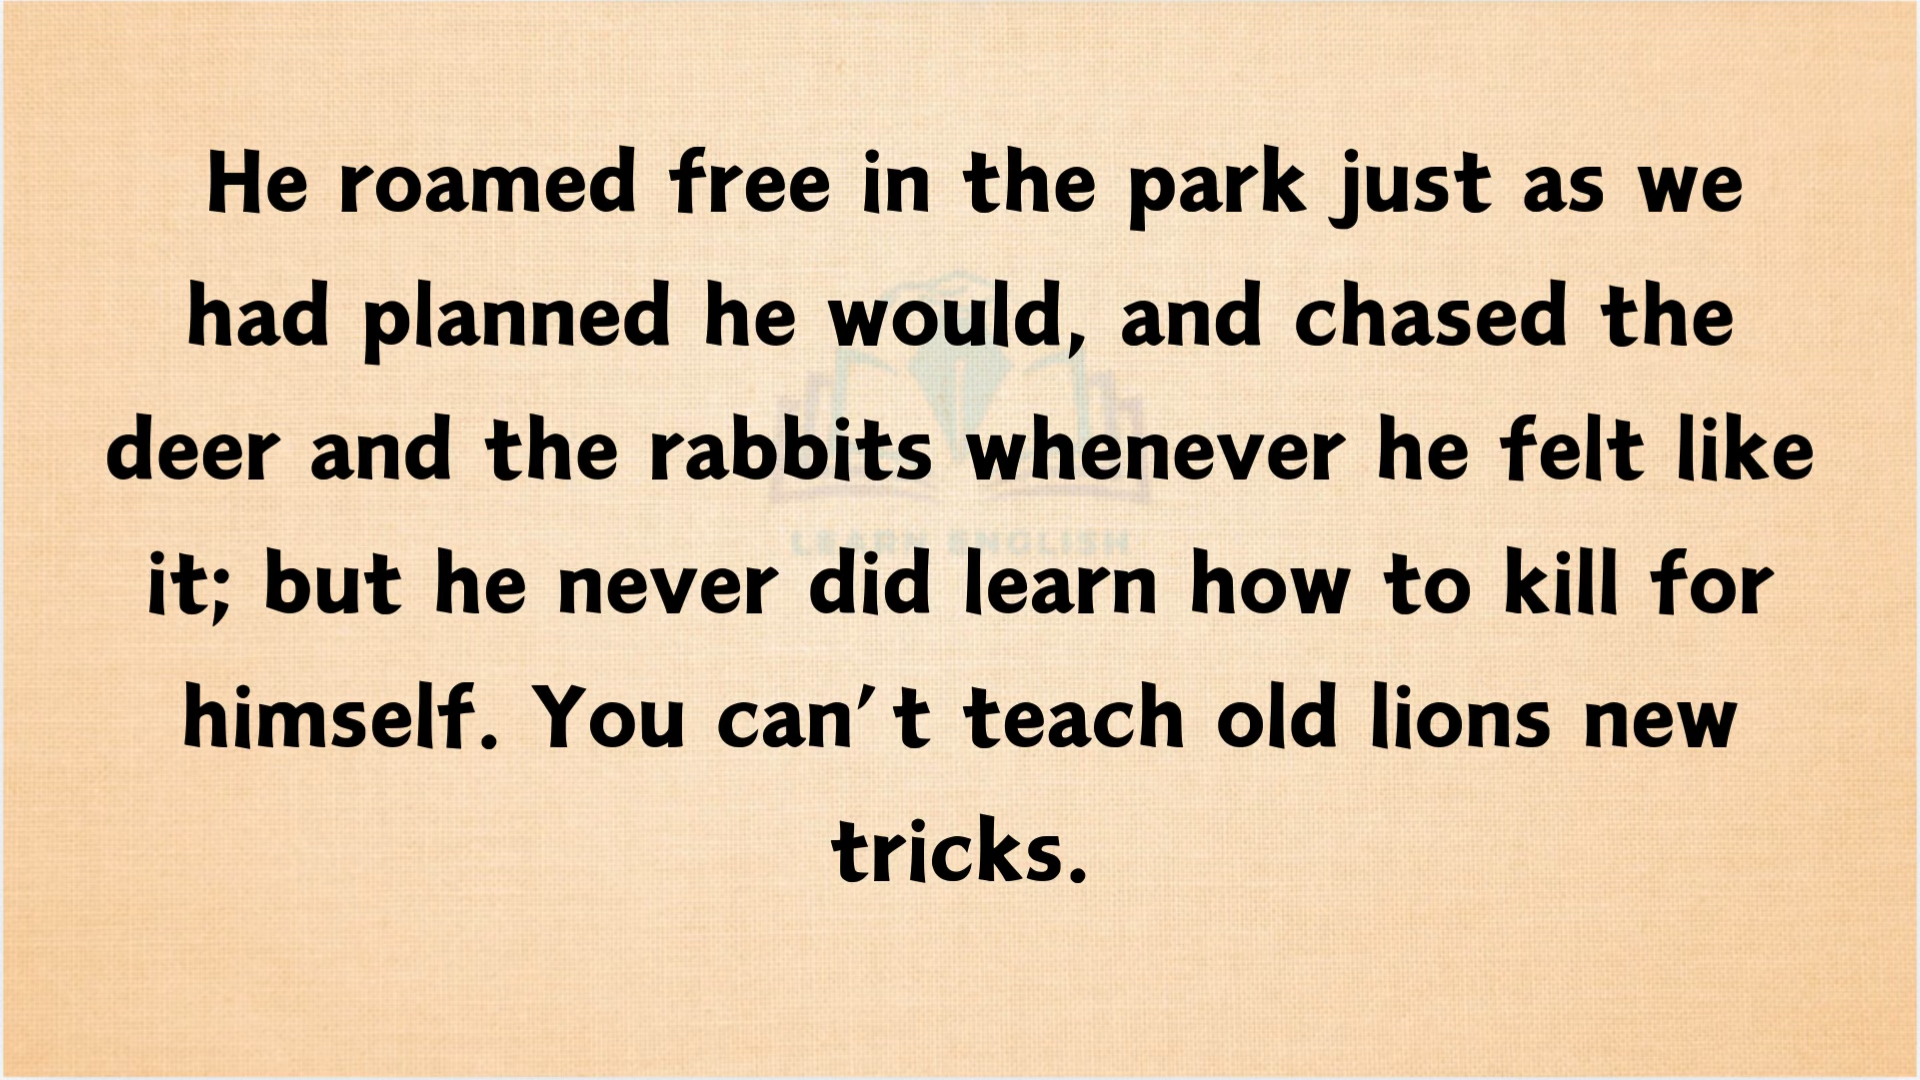 He roamed free in the park just as we
had planned he would, and chased the
deer and the rabbits whenever he felt like
it; but he never did learn how to kill for
himself. You can't teach old lions new
tricks.
LEARN ENGLISH